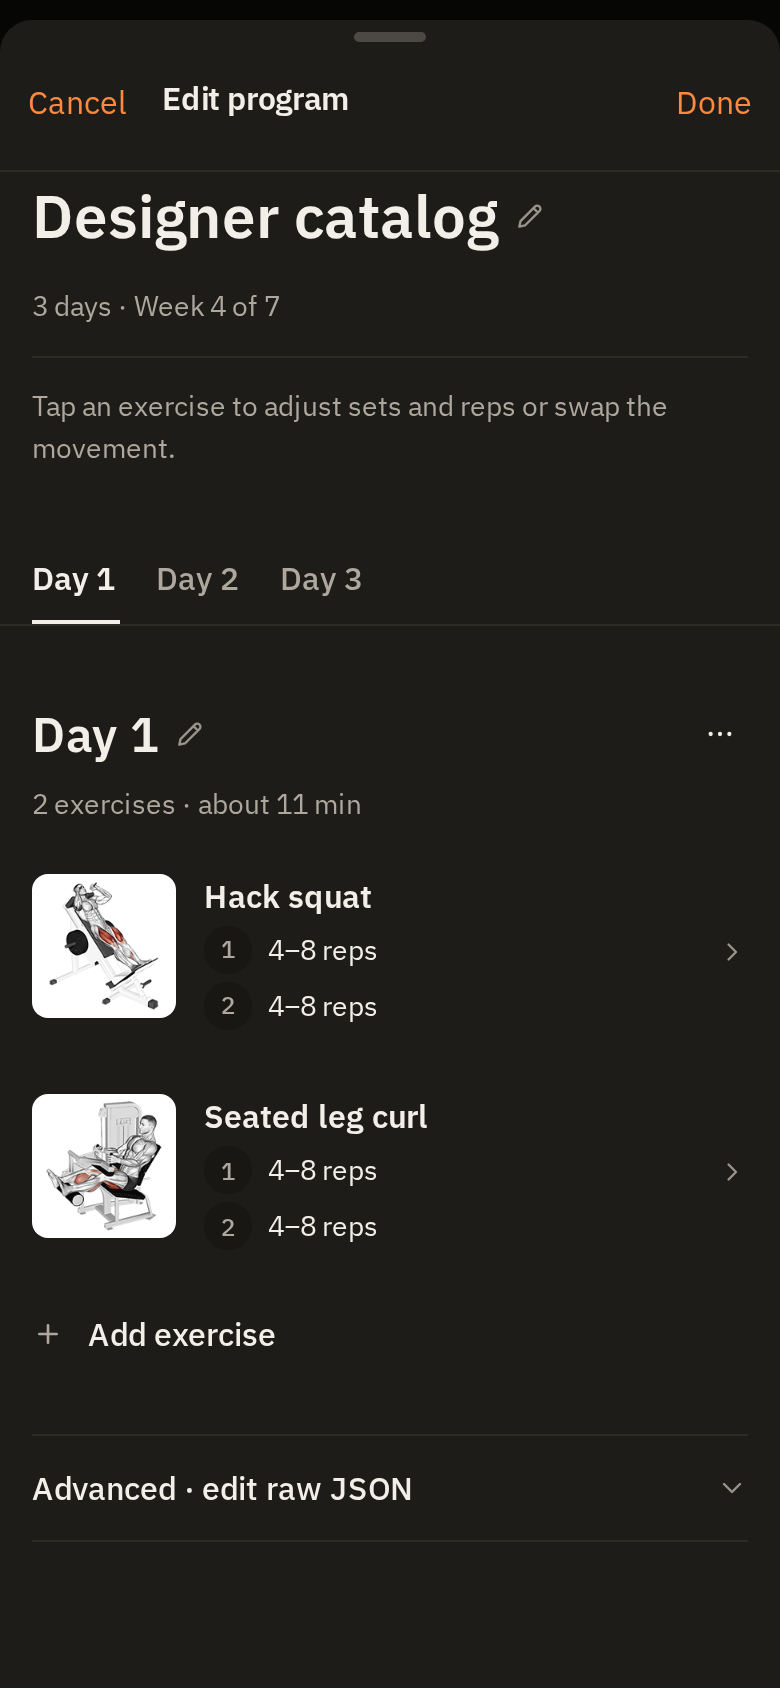 Cancel Edit program Done
Designer catalog
3 days · Week 4 of 7
Tap an exercise to adjust sets and reps or swap the
movement.
Day 1 Day 2 Day 3
Day 1
2 exercises · about 11 min
Hack squat
1 4–8 reps
2 4–8 reps
Seated leg curl
1 4–8 reps
2 4–8 reps
Add exercise
Advanced · edit raw JSON